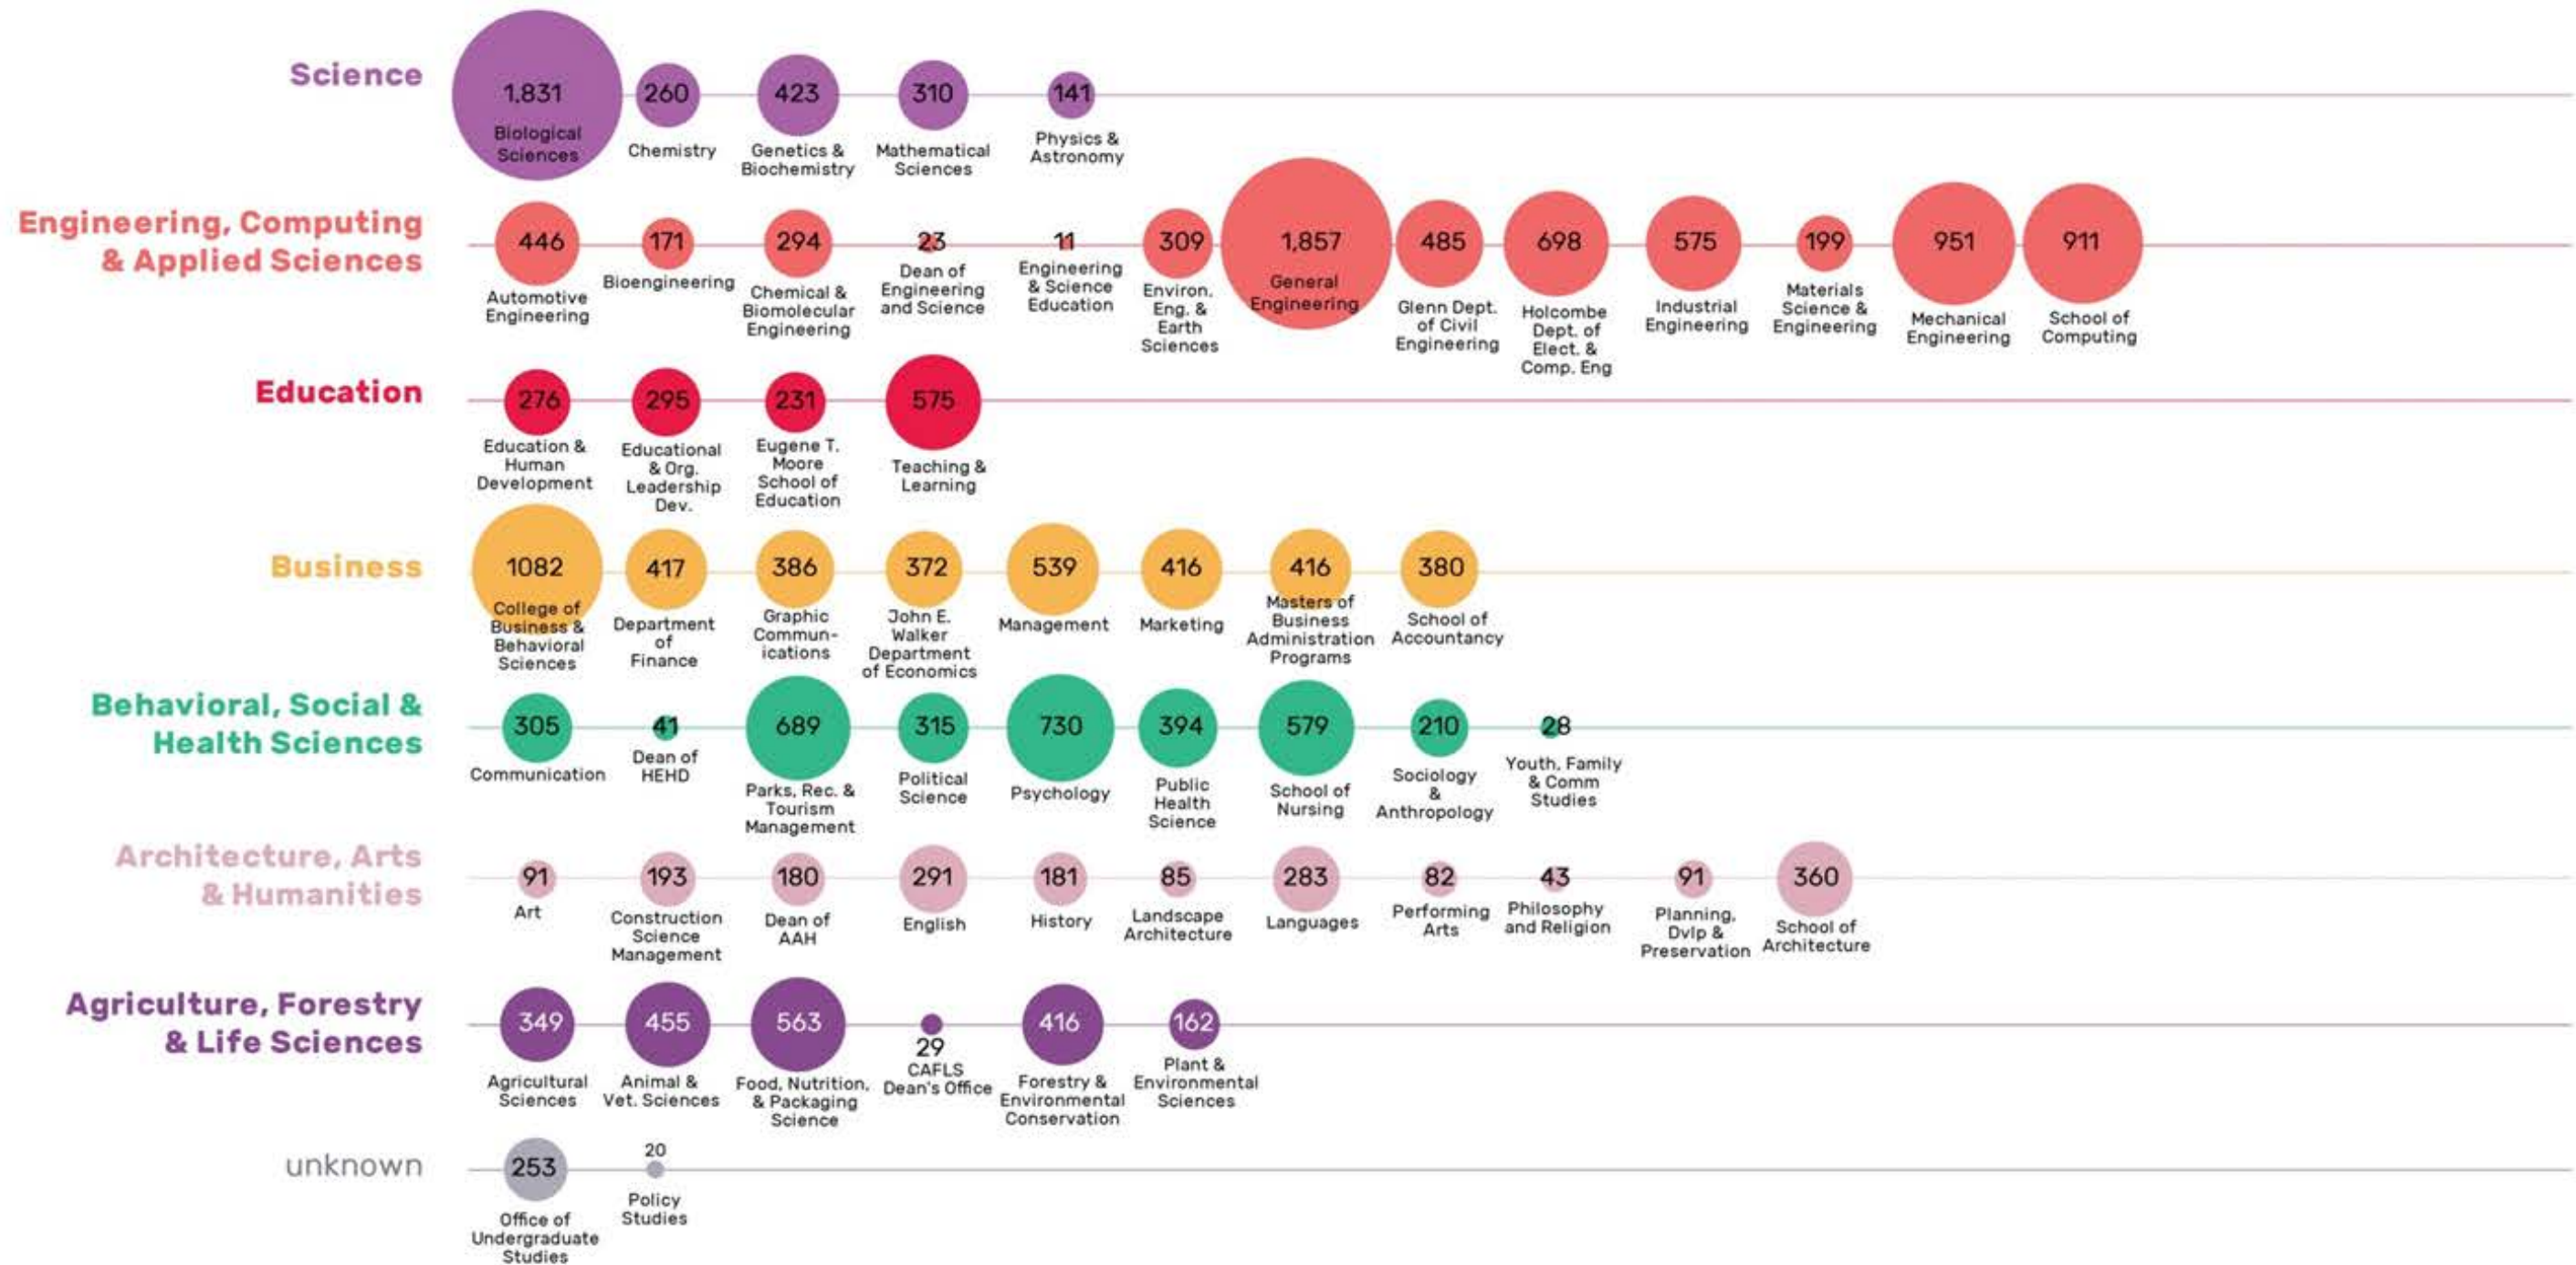 Science
1,831
260
423
310
141
Biological
Sciences
Chemistry
Genetics &
Biochemistry
Mathematical
Sciences
Physics &
Astronomy
Engineering, Computing
& Applied Sciences
446
171
294
23
11
309
1,857
485
698
575
199
951
911
Automotive
Engineering
Bioengineering
Chemical &
Biomolecular
Engineering
Dean of
Engineering
and Science
Engineering
& Science
Education
Environ.
Eng. &
Earth
Sciences
General
Engineering
Glenn Dept.
of Civil
Engineering
Holcombe
Dept. of
Elect. &
Comp. Eng
Industrial
Engineering
Materials
Science &
Engineering
Mechanical
Engineering
School of
Computing
Education
276
295
231
575
Education &
Human
Development
Educational
& Org.
Leadership
Dev.
Eugene T.
Moore
School of
Education
Teaching &
Learning
Business
1082
417
386
372
539
416
416
380
College of
Business &
Behavioral
Sciences
Department
of
Finance
Graphic
Commun-
ications
John E.
Walker
Department
of Economics
Management
Marketing
Masters of
Business
Administration
Programs
School of
Accountancy
Behavioral, Social &
Health Sciences
305
41
689
315
730
394
579
210
28
Communication
Dean of
HEHD
Parks, Rec. &
Tourism
Management
Political
Science
Psychology
Public
Health
Science
School of
Nursing
Sociology
&
Anthropology
Youth, Family
& Comm
Studies
Architecture, Arts
& Humanities
91
193
180
291
181
85
283
82
43
91
360
Art
Construction
Science
Management
Dean of
AAH
English
History
Landscape
Architecture
Languages
Performing
Arts
Philosophy
and Religion
Planning,
Dvlp &
Preservation
School of
Architecture
Agriculture, Forestry
& Life Sciences
349
455
563
29
416
162
Agricultural
Sciences
Animal &
Vet. Sciences
Food, Nutrition,
& Packaging
Science
CAFLS
Dean's Office
Forestry &
Environmental
Conservation
Plant &
Environmental
Sciences
unknown
253
20
Office of
Undergraduate
Studies
Policy
Studies